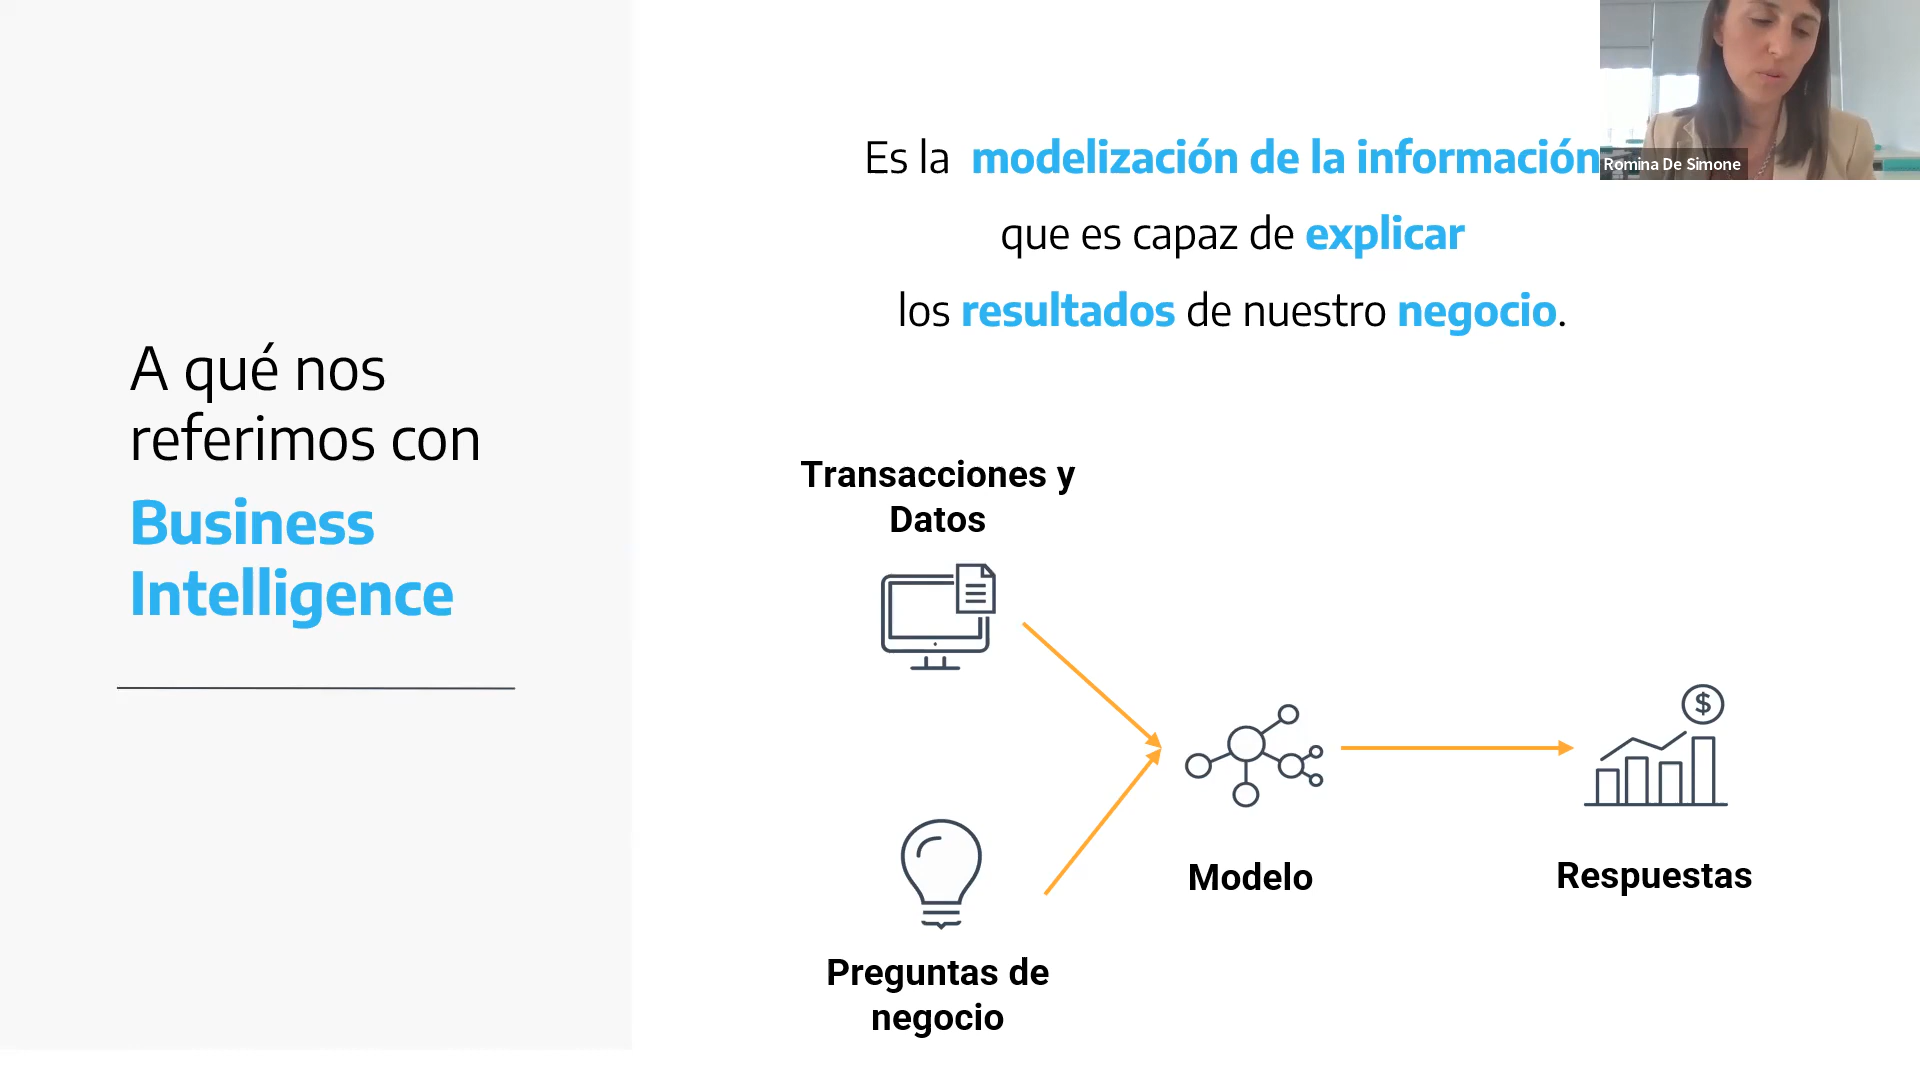 A qué nos
referimos con
Business
Intelligence
Es la modelización de la información
que es capaz de explicar
los resultados de nuestro negocio.
Romina De Simone
Transacciones y
Datos
$
Modelo
Respuestas
Preguntas de
negocio